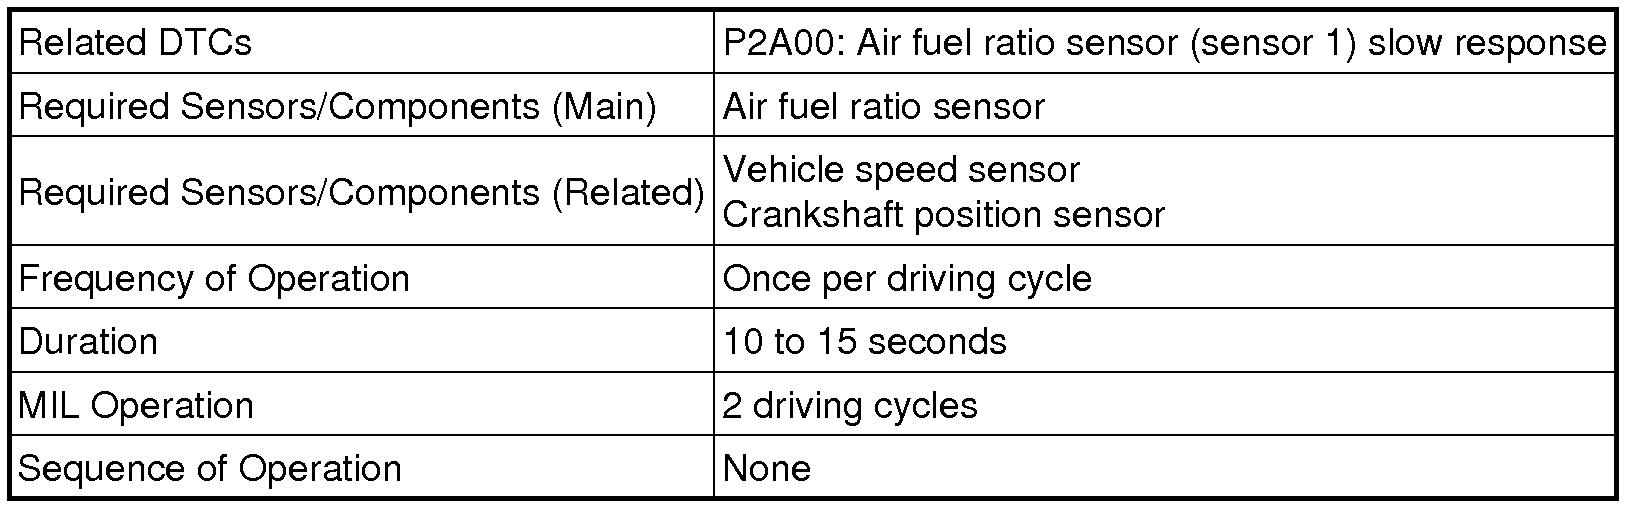 Related DTCs P2A00: Air fuel ratio sensor (sensor 1) slow response
Required Sensors/Components (Main) Air fuel ratio sensor
Required Sensors/Components (Related) Vehicle speed sensor
Crankshaft position sensor
Frequency of Operation Once per driving cycle
Duration 10 to 15 seconds
MIL Operation 2 driving cycles
Sequence of Operation None